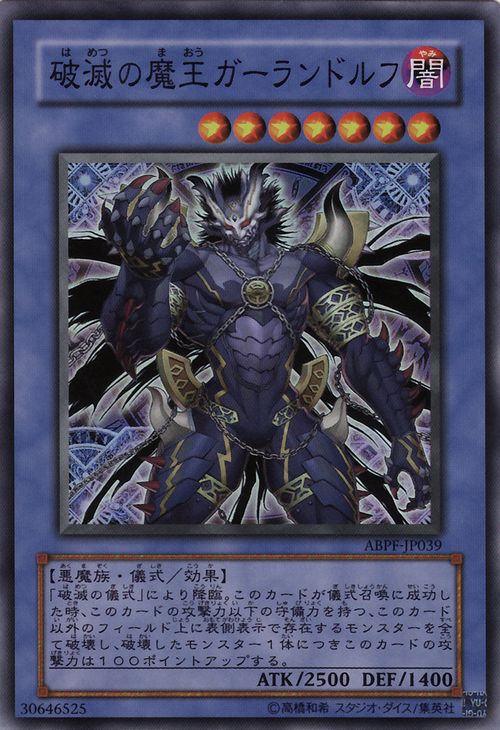 破滅の魔王ガーランドルフ
闇
ABPF-JP039
【悪魔族・儀式／効果】
「破滅の儀式」により降臨。このカードが儀式召喚に成功し
た時、このカードの攻撃力以下の守備力を持つ、このカード
以外のフィールド上に表側表示で存在するモンスターを全
て破壊し、破壊したモンスター１体につきこのカードの攻
撃力は１００ポイントアップする。
ATK/2500 DEF/1400
30646525
©高橋和希 スタジオ・ダイス/集英社